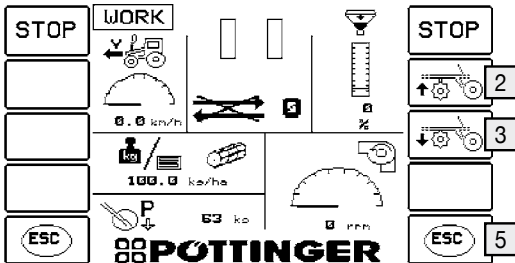 STOP
WORK
STOP
V
2
0.0 km/h
0
%
3
kg
100.0 kg/ha
P
63 kg
0 rpm
ESC
PÖTTINGER
ESC
5